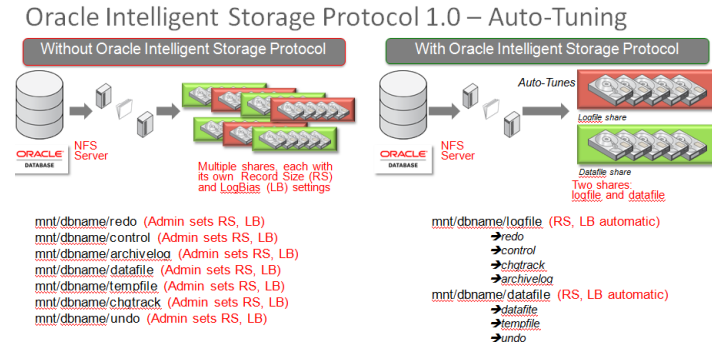 Oracle Intelligent Storage Protocol 1.0 – Auto-Tuning
Without Oracle Intelligent Storage Protocol
NFS
Server
ORACLE
DATABASE
Multiple shares, each with
its own Record Size (RS)
and LogBias (LB) settings
mnt/dbname/redo (Admin sets RS, LB)
mnt/dbname/control (Admin sets RS, LB)
mnt/dbname/archivelog (Admin sets RS, LB)
mnt/dbname/datafile (Admin sets RS, LB)
mnt/dbname/tempfile (Admin sets RS, LB)
mnt/dbname/chgtrack (Admin sets RS, LB)
mnt/dbname/undo (Admin sets RS, LB)
With Oracle Intelligent Storage Protocol
Auto-Tunes
Logfile share
NFS
Server
ORACLE
DATABASE
Datafile share
Two shares:
logfile and datafile
mnt/dbname/logfile (RS, LB automatic)
➔redo
➔control
➔chgtrack
➔archivelog
mnt/dbname/datafile (RS, LB automatic)
➔datafite
➔tempfile
➔undo